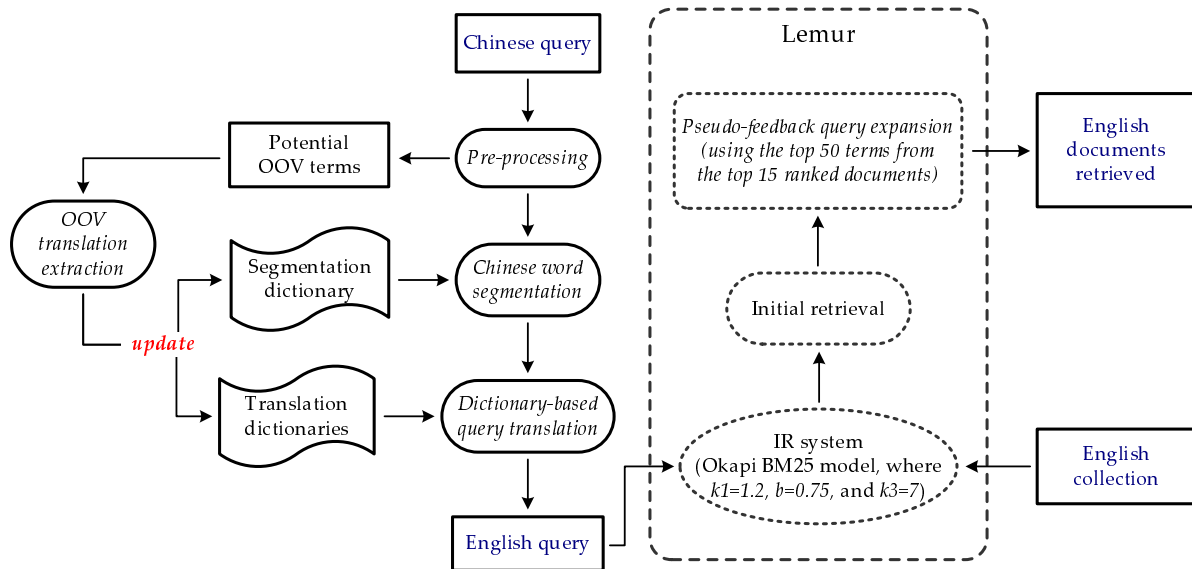 Chinese query
Pre-processing
Potential
OOV terms
OOV
translation
extraction
update
Segmentation
dictionary
Chinese word
segmentation
Translation
dictionaries
Dictionary-based
query translation
English query
Lemur
Pseudo-feedback query expansion
(using the top 50 terms from
the top 15 ranked documents)
Initial retrieval
IR system
(Okapi BM25 model, where
k1=1.2, b=0.75, and k3=7)
English
documents
retrieved
English
collection